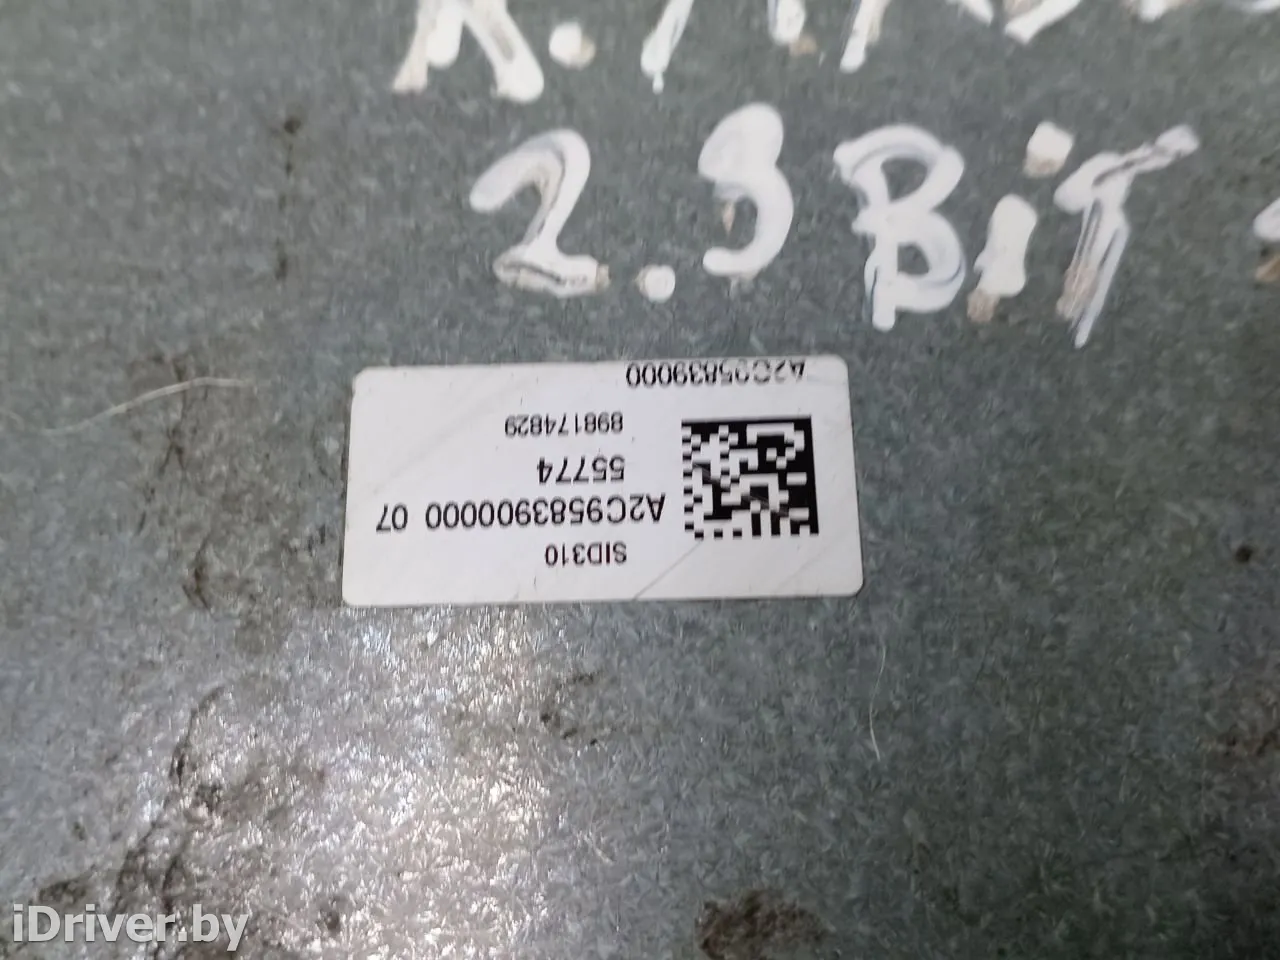 2.3BiT
SID310
A2C9583900000 07
55774
898174829
A2C95839000
iDriver.by